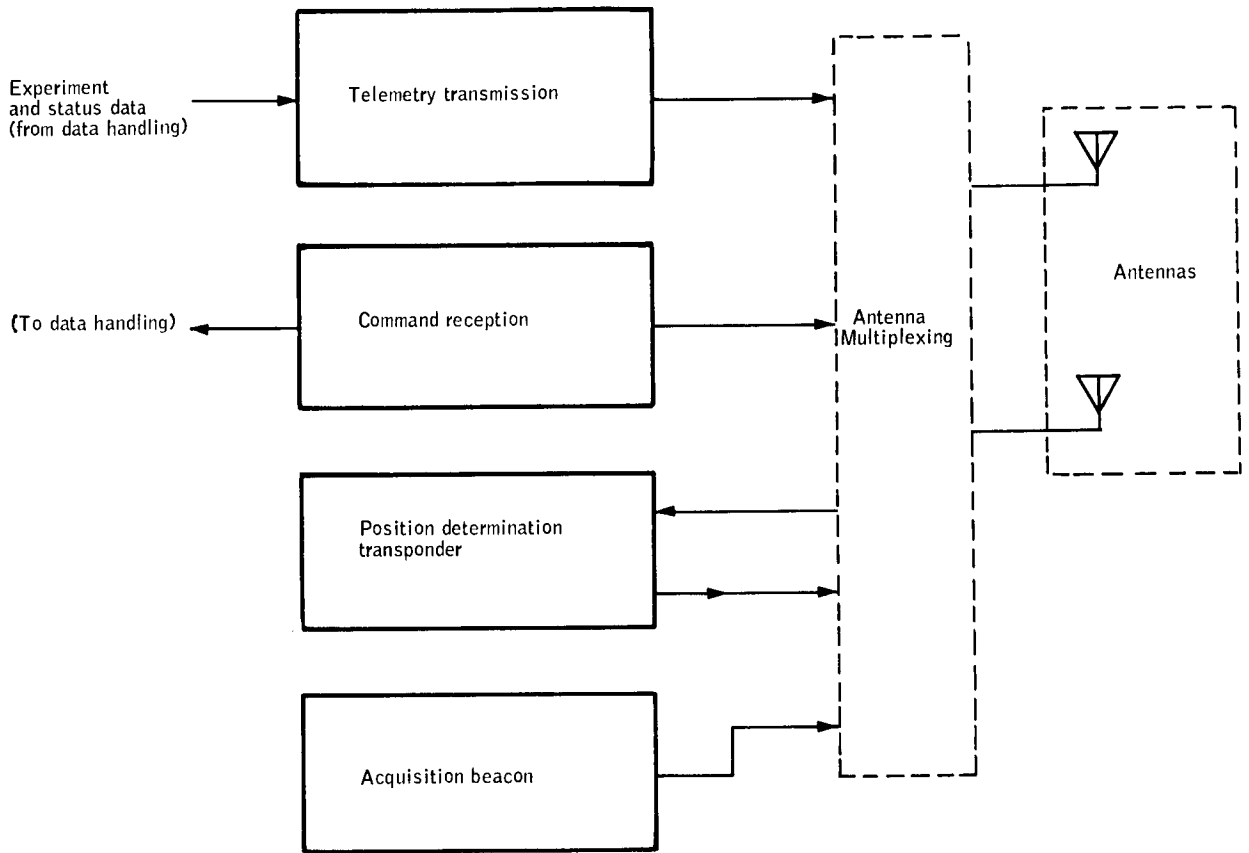 Experiment
and status data
(from data handling)
Telemetry transmission
(To data handling)
Command reception
Antenna
Multiplexing
Antennas
Position determination
transponder
Acquisition beacon